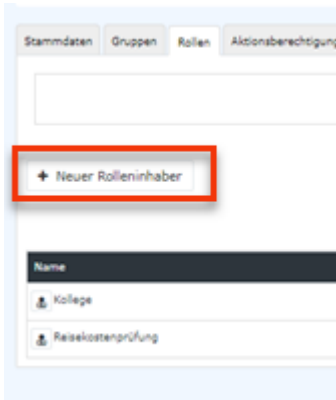 Stammdaten Gruppen Rollen Aktionsberechtigung
+ Neuer Rolleninhaber
Name
Kollege
Reisekostenprüfung